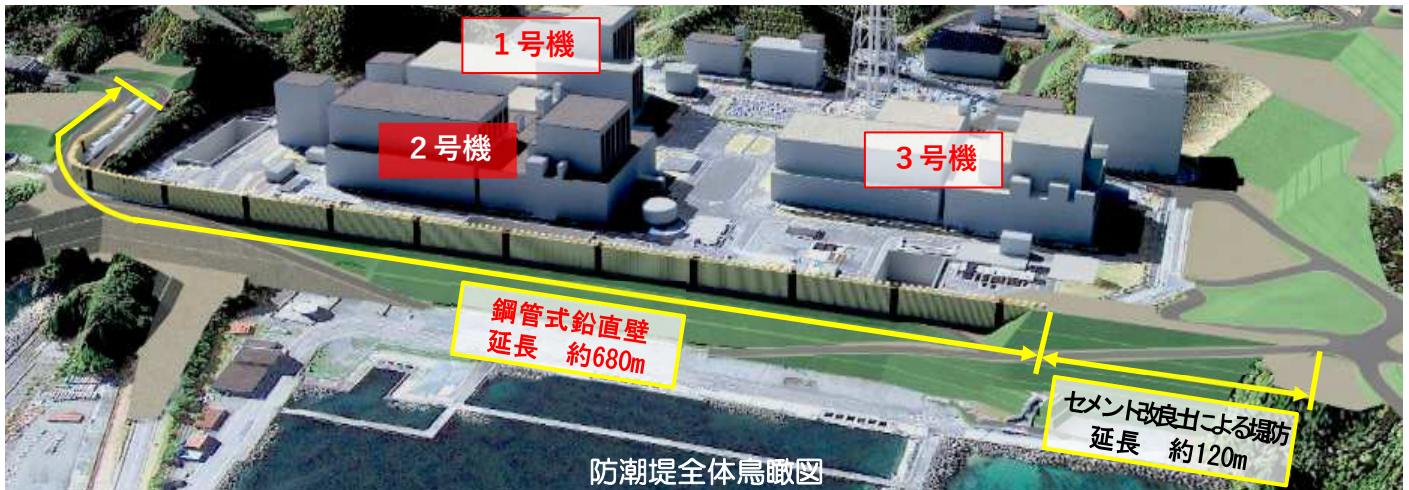 1号機
2号機
3号機
鋼管式鉛直壁
延長 約680m
セメント改良土による堤防
延長 約120m
防潮堤全体鳥瞰図